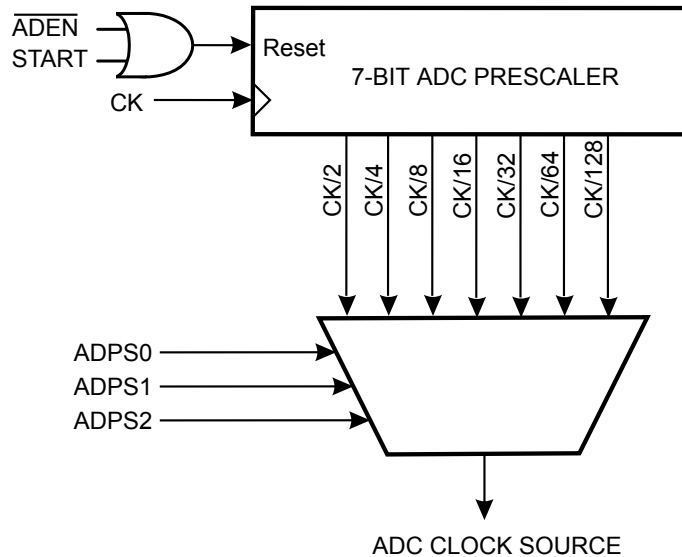 ADEN
START
Reset
7-BIT ADC PRESCALER
CK
CK/2
CK/4
CK/8
CK/16
CK/32
CK/64
CK/128
ADPS0
ADPS1
ADPS2
ADC CLOCK SOURCE